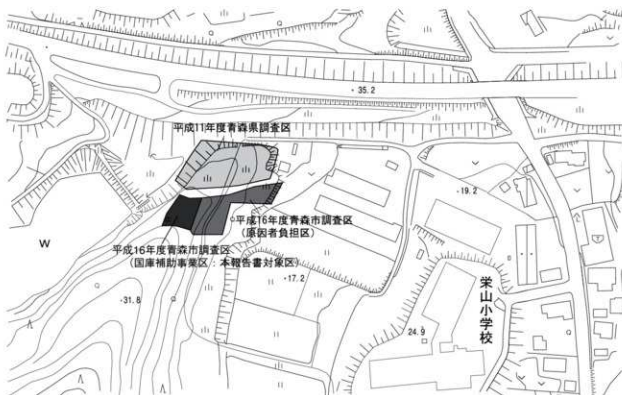 35.2
平成11年度青森県調査区
19.2
平成16年度青森市調査区
（原因者負担区）
W
平成16年度青森市調査区
（国庫補助事業区：本報告書対象区）
17.2
31.8
24.9
栄山小学校